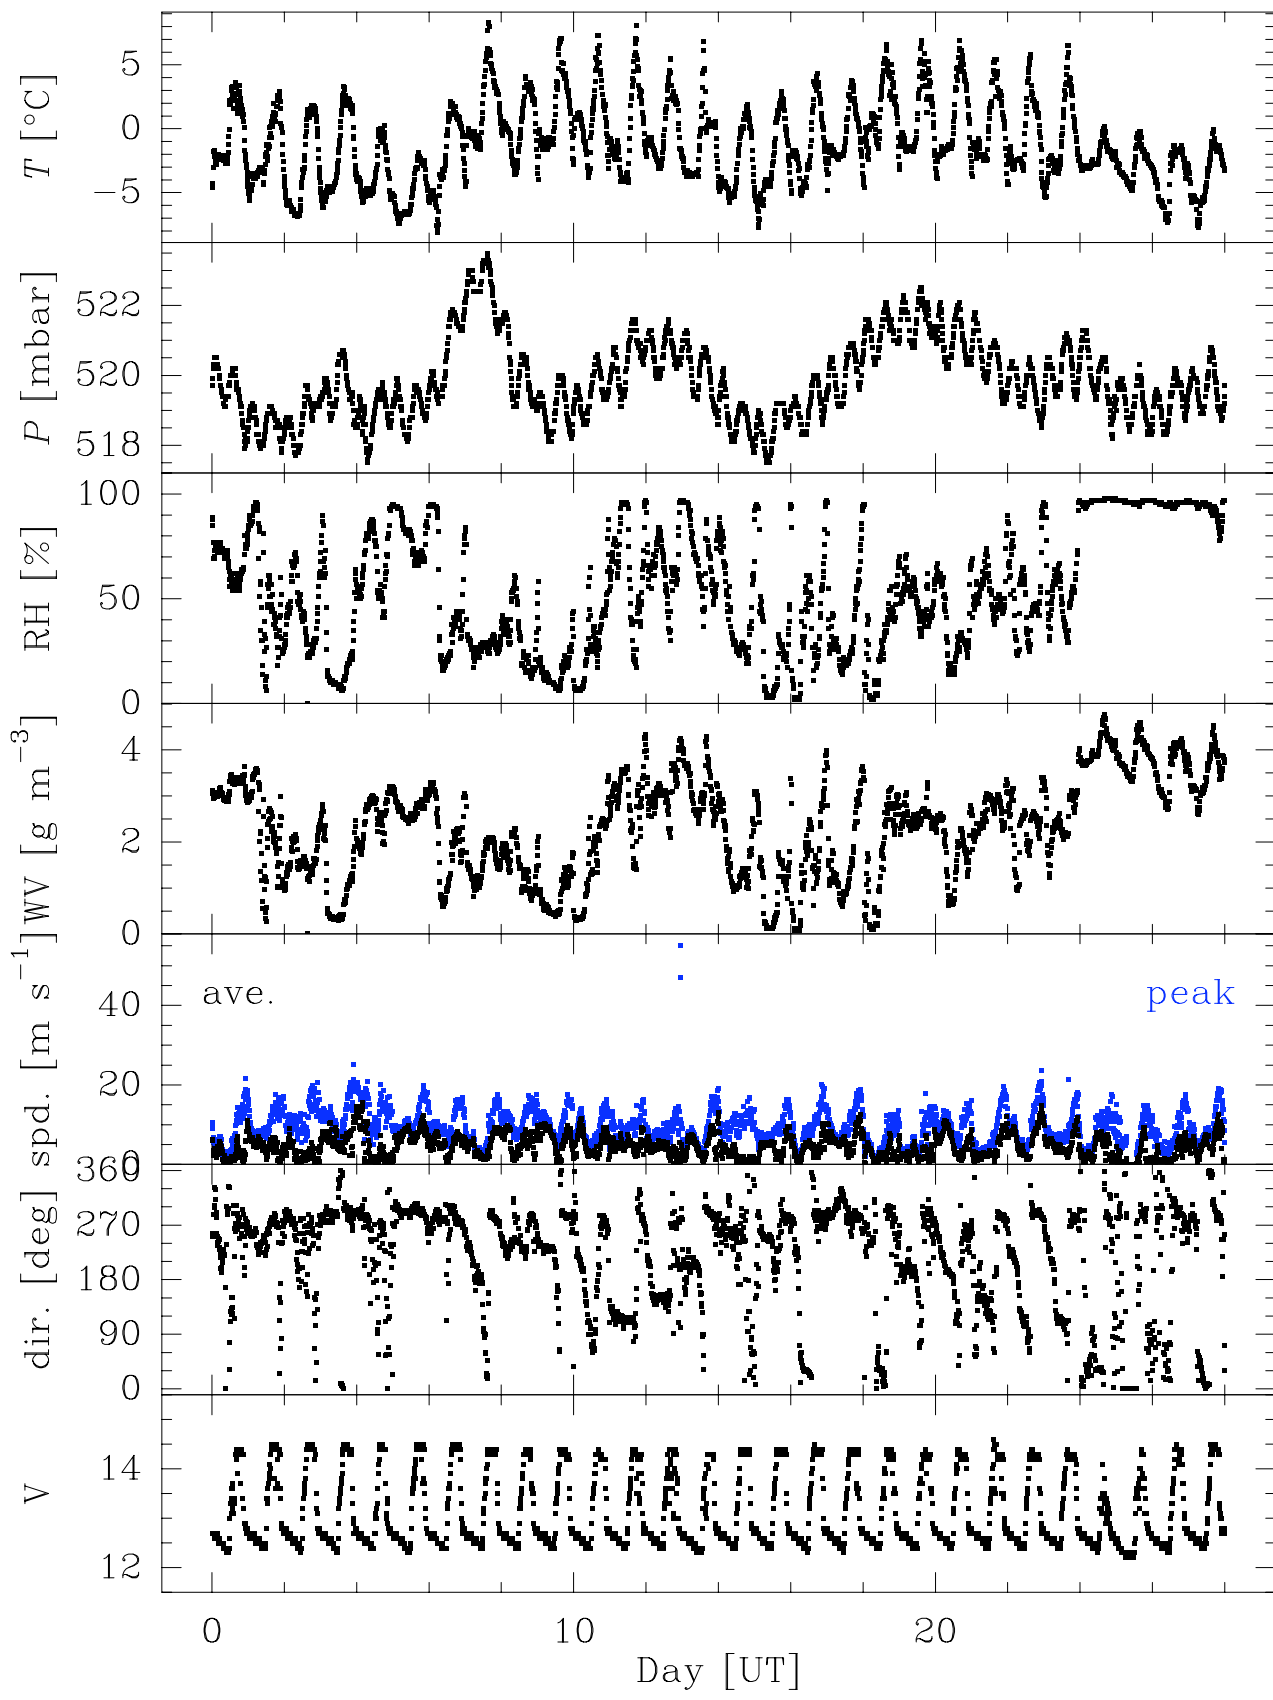 T [°C]
5
0
−5
P [mbar]
522
520
518
RH [%]
100
50
0
WV [g m−3]
4
2
0
spd. [m s−1]
ave.
peak
40
20
0
dir. [deg]
360
270
180
90
0
V
14
12
0 10 20
Day [UT]